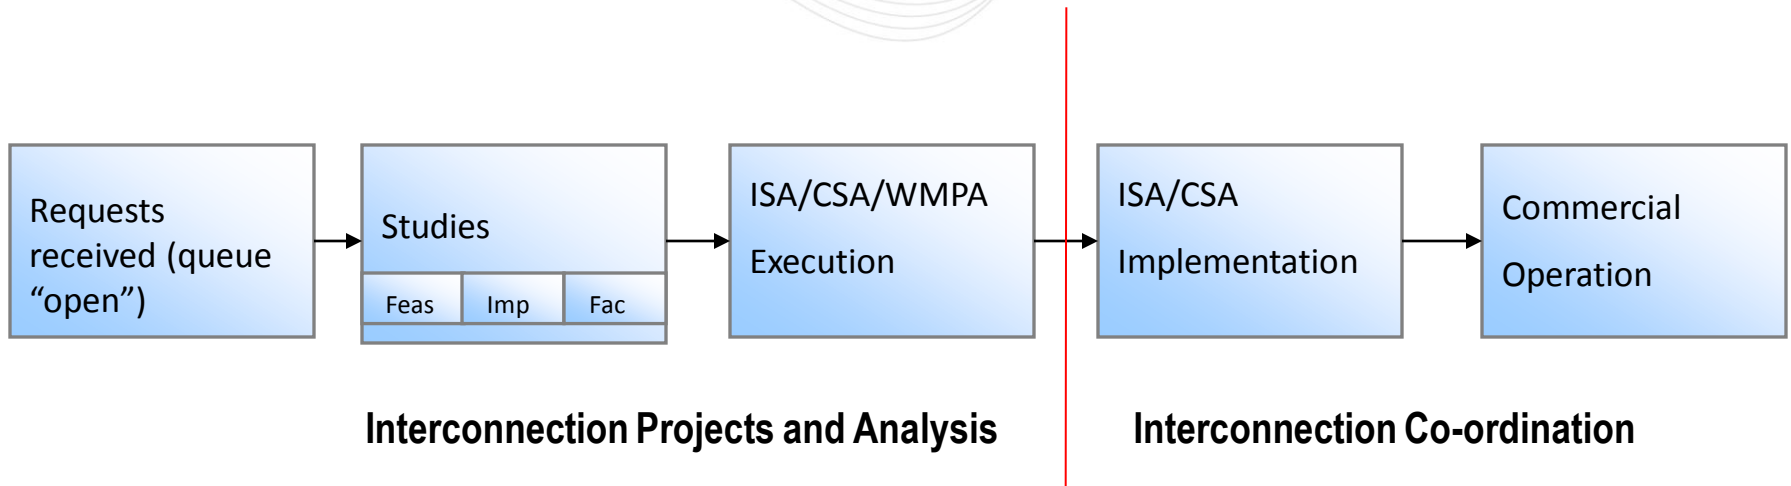 Requests
received (queue
“open”)
Studies
Feas
Imp
Fac
ISA/CSA/WMPA
Execution
ISA/CSA
Implementation
Commercial
Operation
Interconnection Projects and Analysis
Interconnection Co-ordination